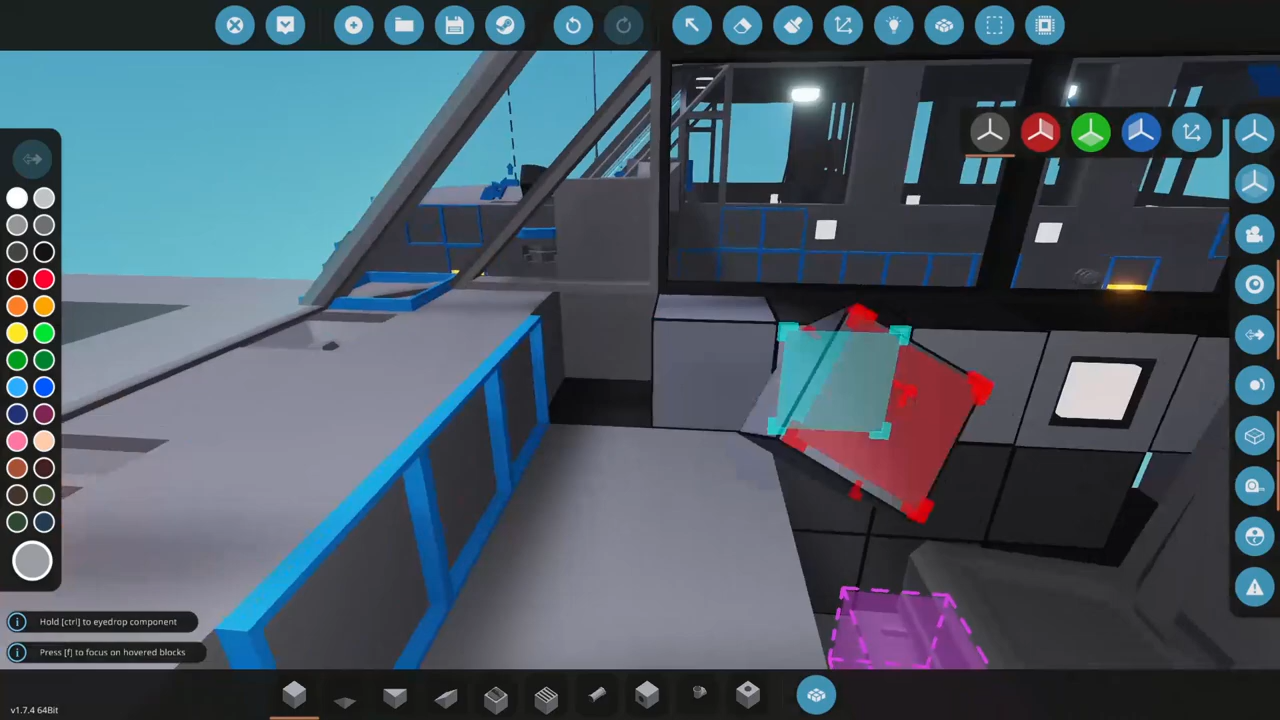 Hold [ctrl] to eyedrop component
Press [f] to focus on hovered blocks
v1.7.4 64Bit